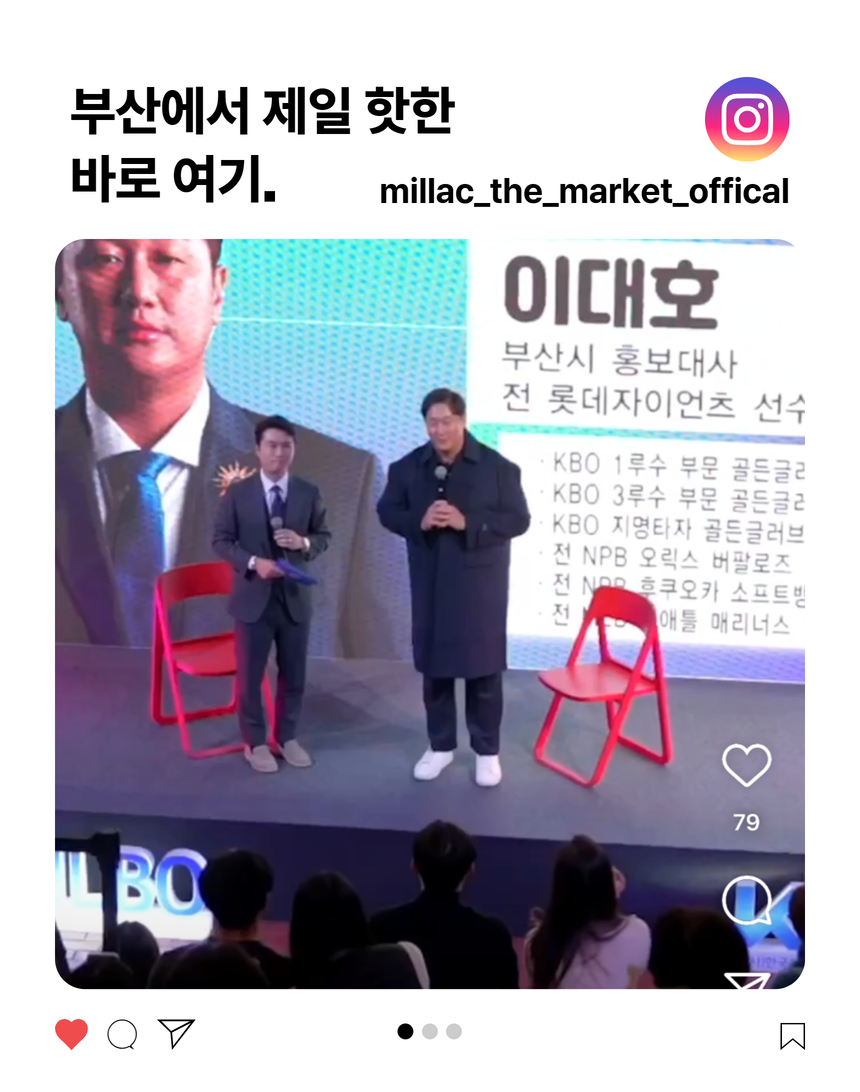 부산에서 제일 핫한
바로 여기.
millac_the_market_offical
이대호
부산시 홍보대사
전 롯데자이언츠 선수
· KBO 1루수 부문 골든글러
· KBO 3루수 부문 골든글러
· KBO 지명타자 골든글러브
· 전 NPB 오릭스 버팔로즈
· 전 NPB 후쿠오카 소프트뱅
· 전 애틀 매리너스
79
LBO
K